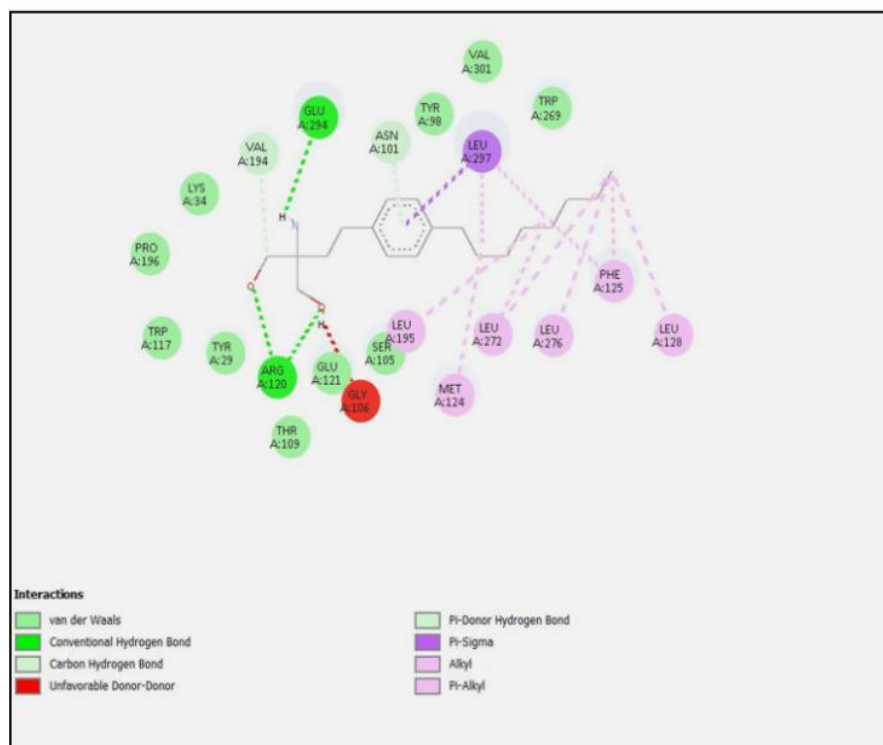 VAL
A:301
GLU
A:294
TYR
A:98
TRP
A:269
ASN
A:101
VAL
A:194
LEU
A:297
LYS
A:34
H
N
PRO
A:196
PHE
A:125
O
O
H
TRP
A:117
TYR
A:29
LEU
A:195
LEU
A:272
LEU
A:276
LEU
A:128
SER
A:105
ARG
A:120
GLU
A:121
GLY
A:106
MET
A:124
THR
A:109
Interactions
van der Waals
Conventional Hydrogen Bond
Carbon Hydrogen Bond
Unfavorable Donor-Donor
Pi-Donor Hydrogen Bond
Pi-Sigma
Alkyl
Pi-Alkyl